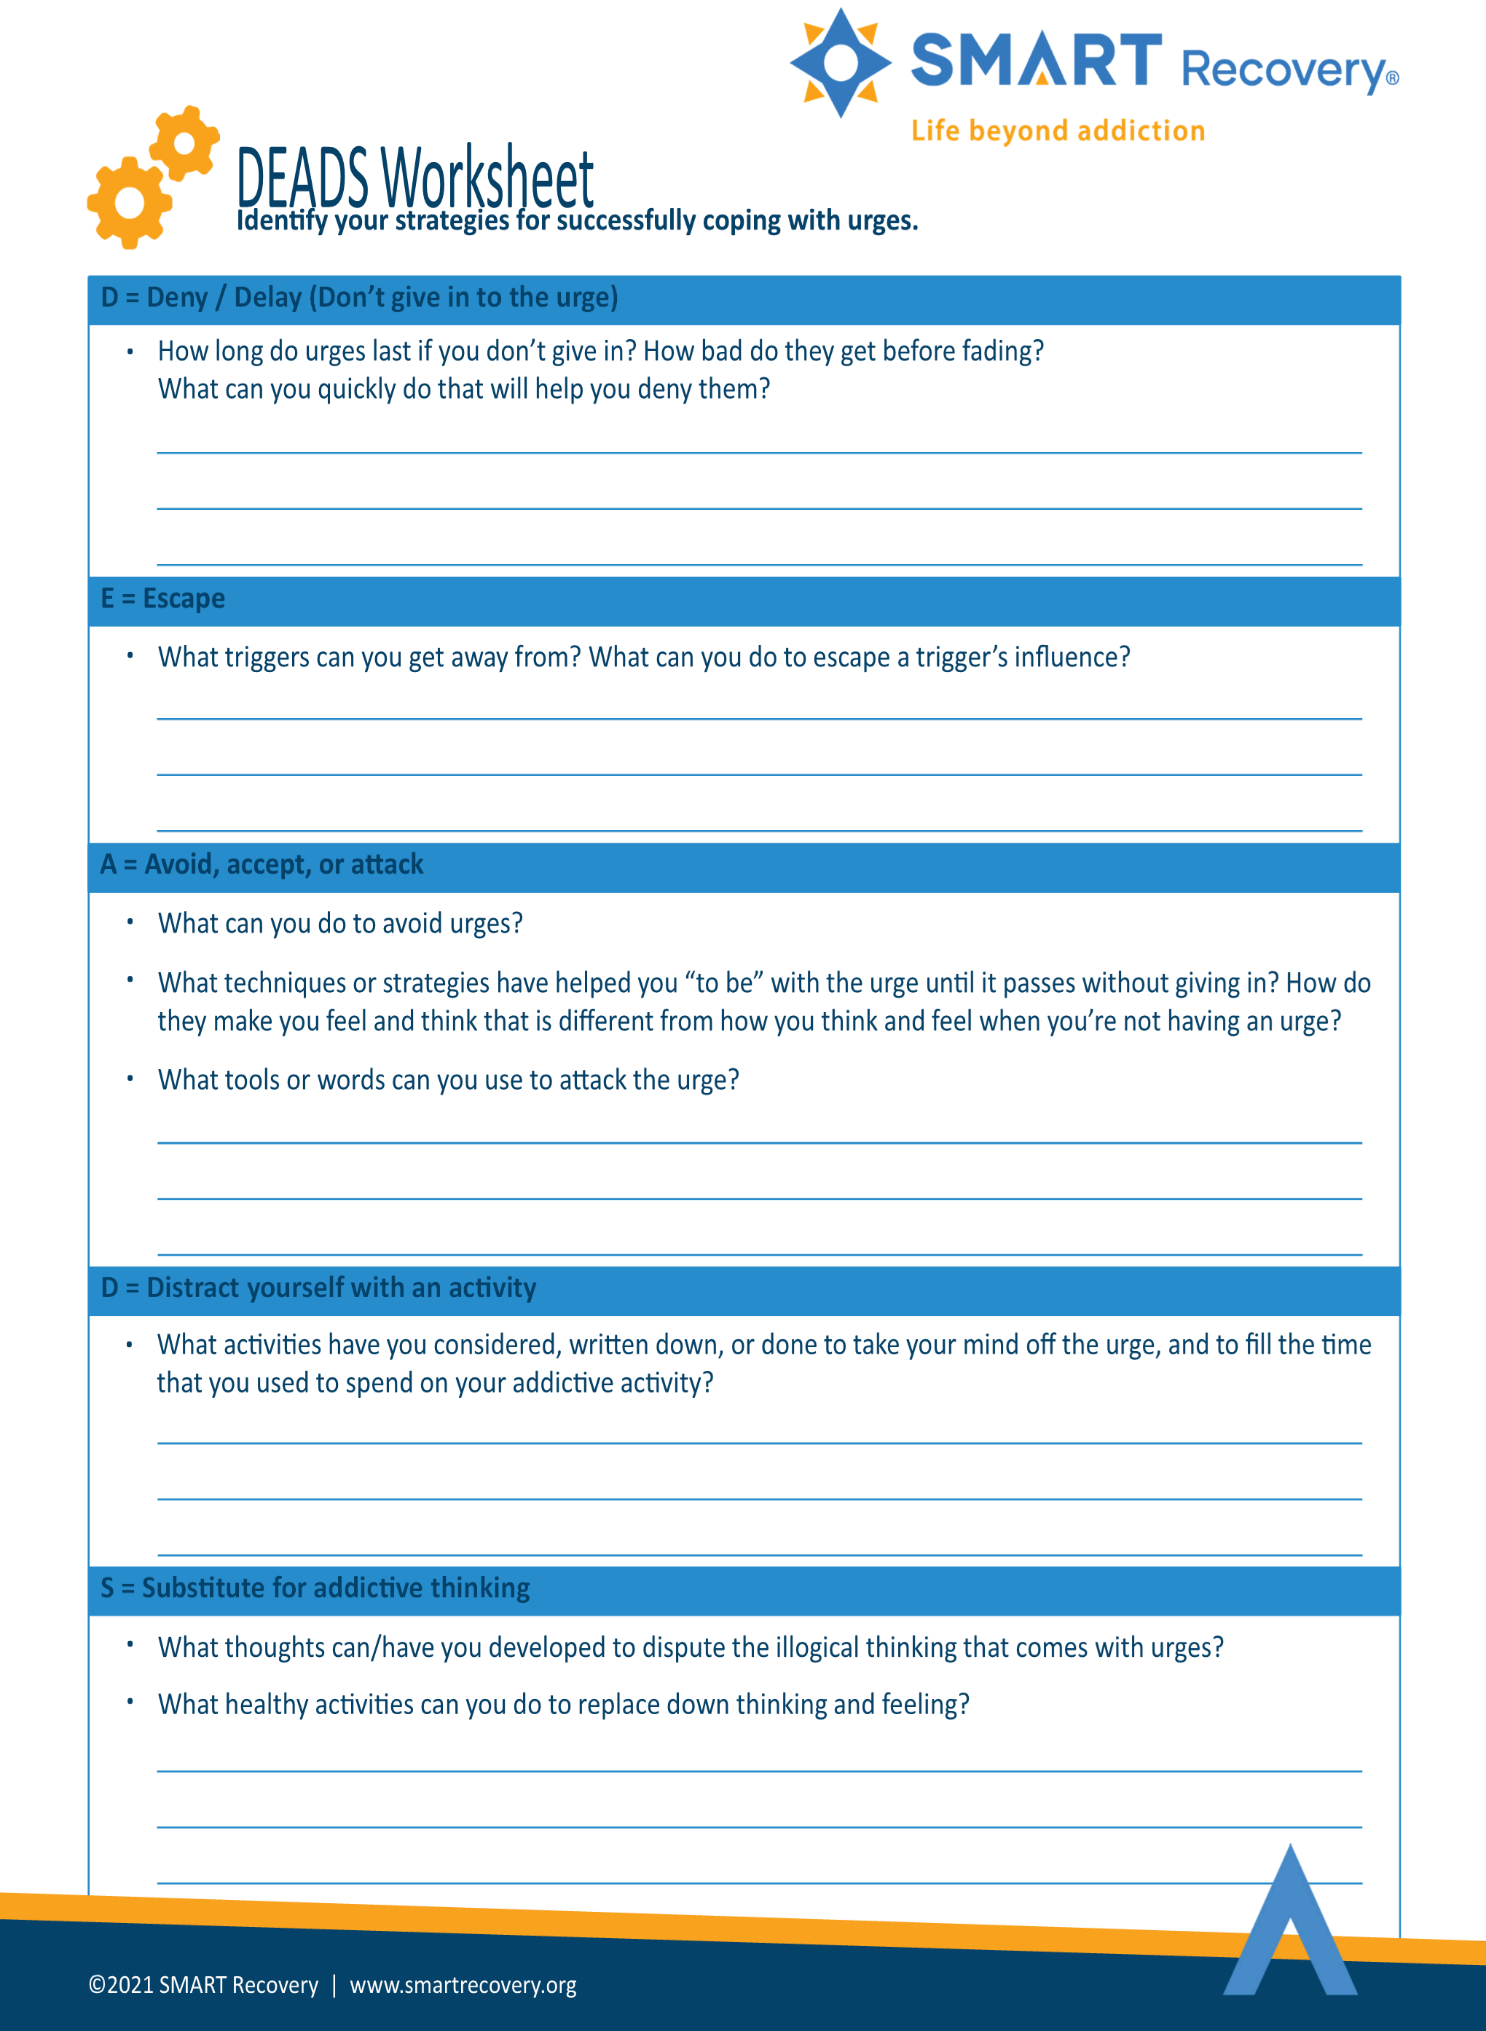 SMART Recovery®
Life beyond addiction
DEADS Worksheet
Identify your strategies for successfully coping with urges.
D = Deny / Delay (Don’t give in to the urge)
• How long do urges last if you don’t give in? How bad do they get before fading?
What can you quickly do that will help you deny them?
E = Escape
• What triggers can you get away from? What can you do to escape a trigger’s influence?
A = Avoid, accept, or attack
• What can you do to avoid urges?
• What techniques or strategies have helped you “to be” with the urge until it passes without giving in? How do
they make you feel and think that is different from how you think and feel when you’re not having an urge?
• What tools or words can you use to attack the urge?
D = Distract yourself with an activity
• What activities have you considered, written down, or done to take your mind off the urge, and to fill the time
that you used to spend on your addictive activity?
S = Substitute for addictive thinking
• What thoughts can/have you developed to dispute the illogical thinking that comes with urges?
• What healthy activities can you do to replace down thinking and feeling?
©2021 SMART Recovery | www.smartrecovery.org